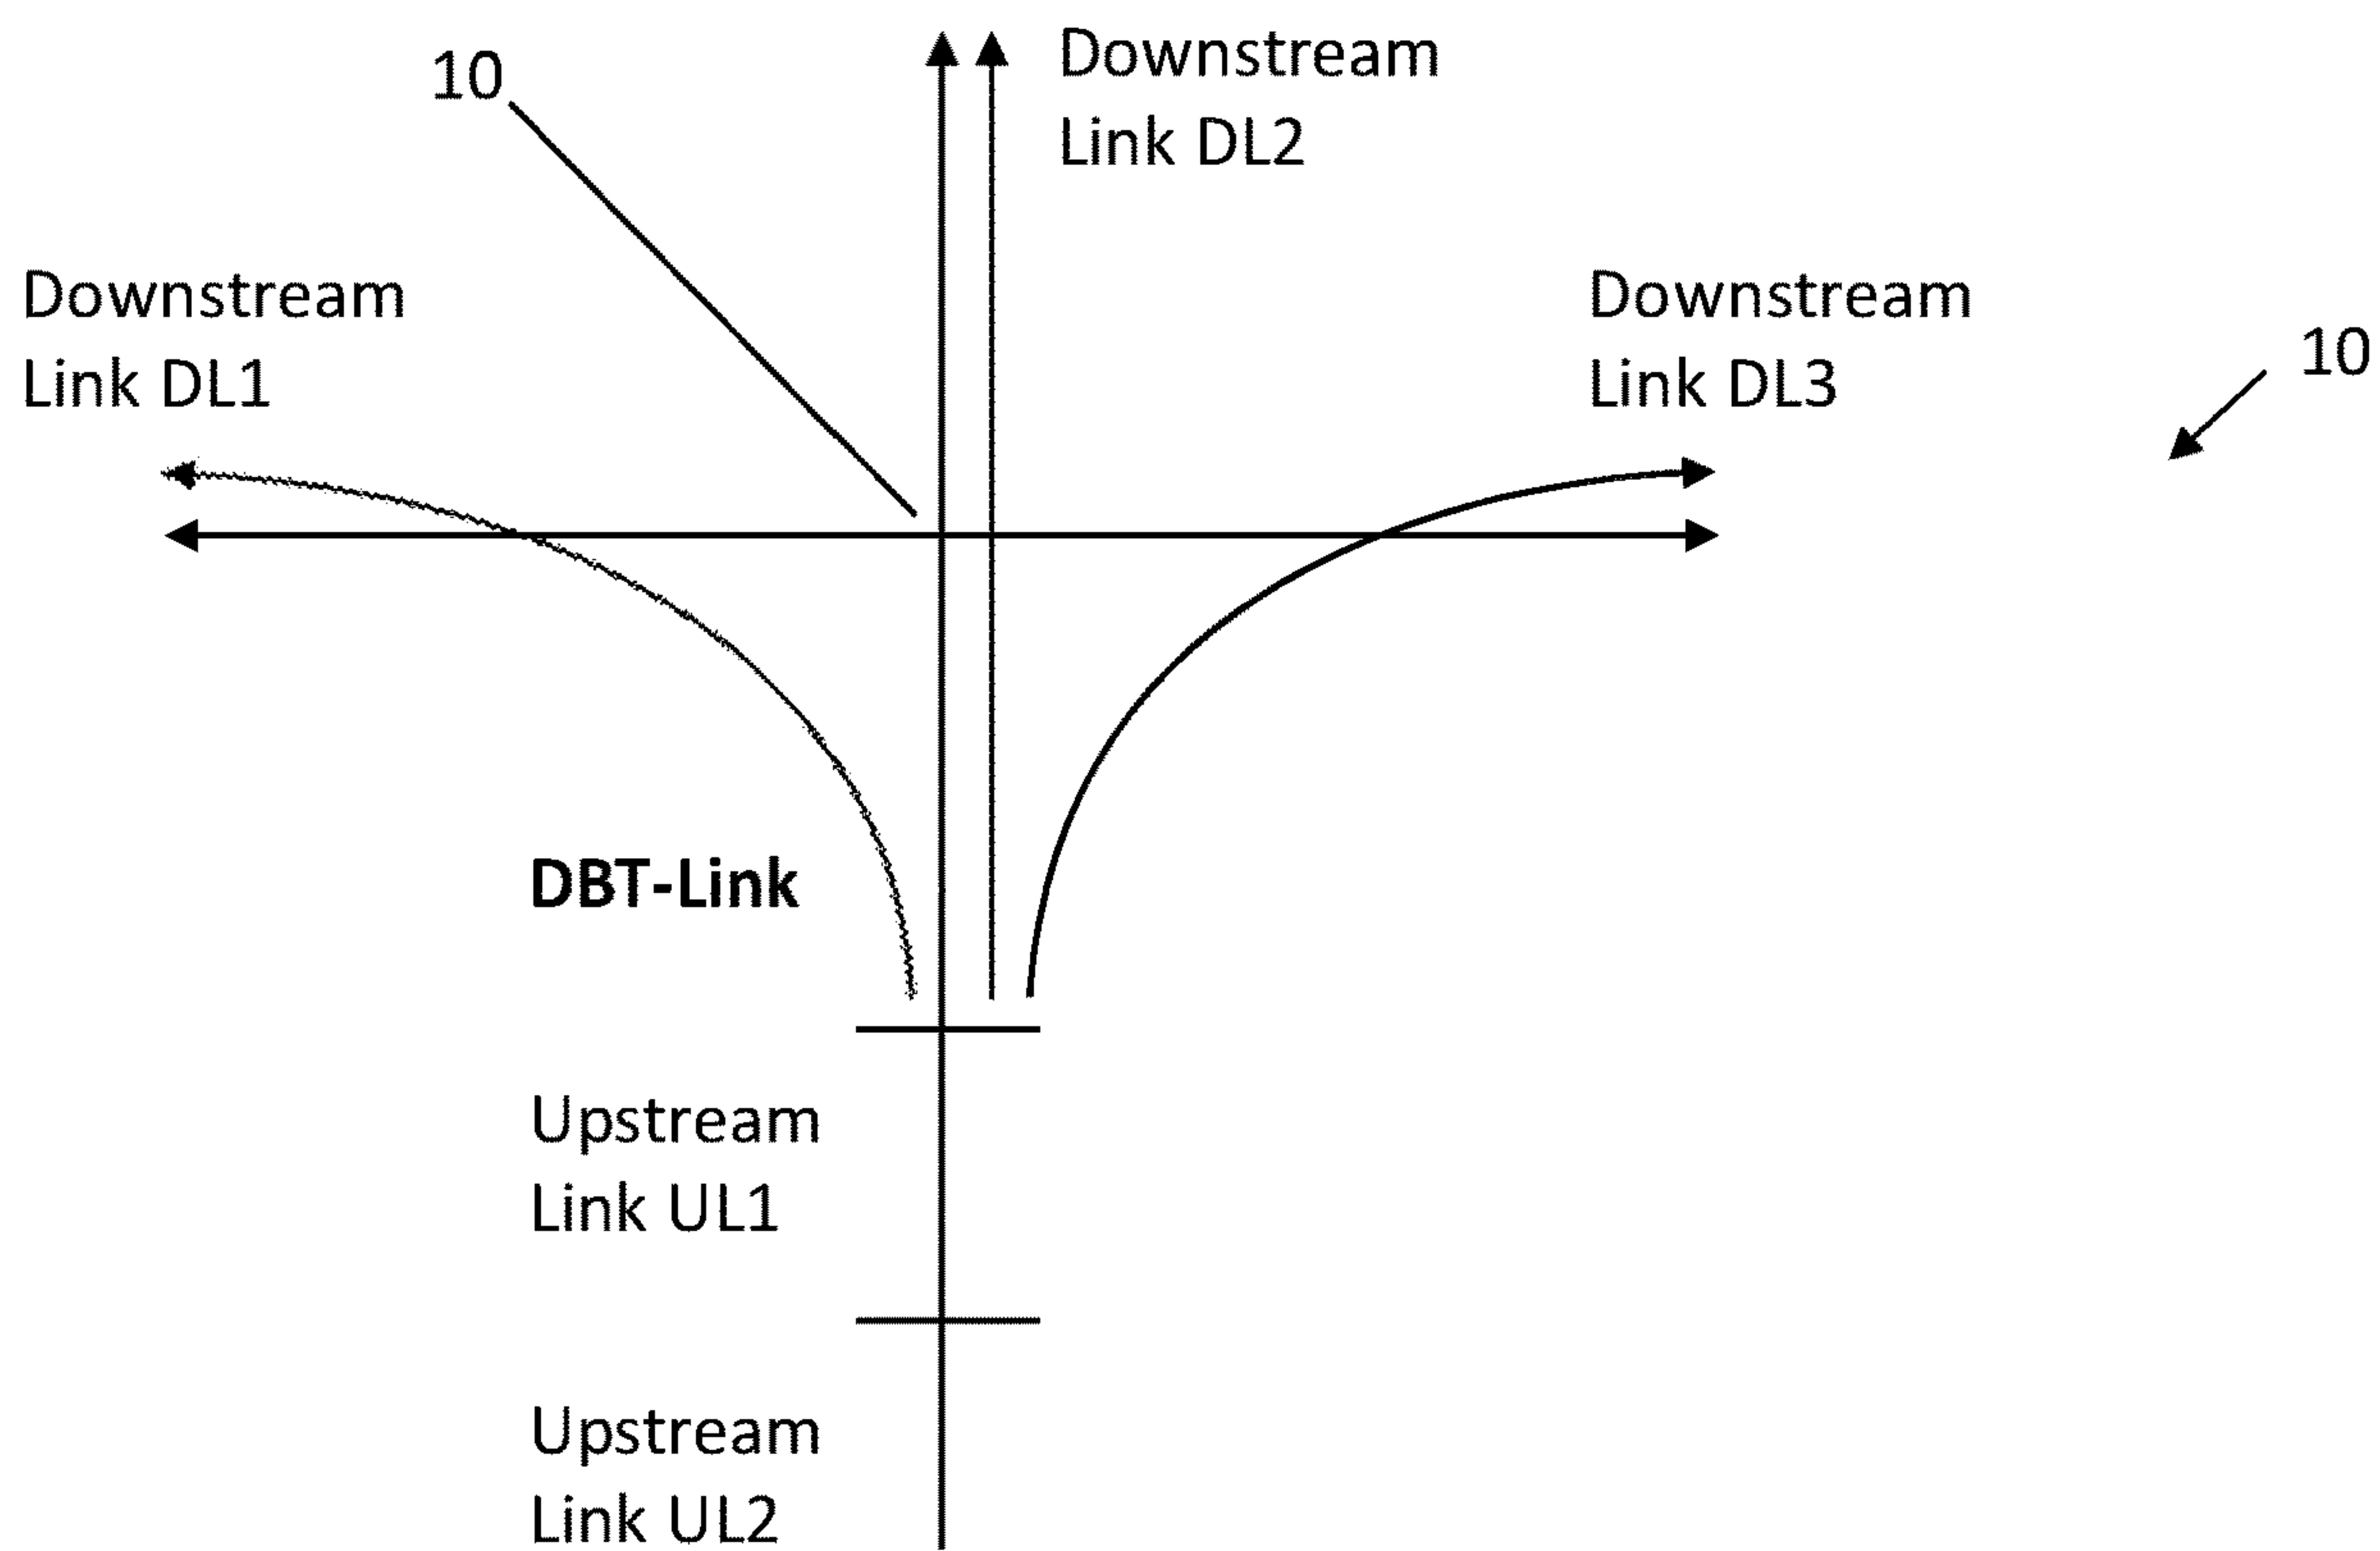 10
Downstream
Link DL2
Downstream
Link DL1
Downstream
Link DL3
10
DBT-Link
Upstream
Link UL1
Upstream
Link UL2